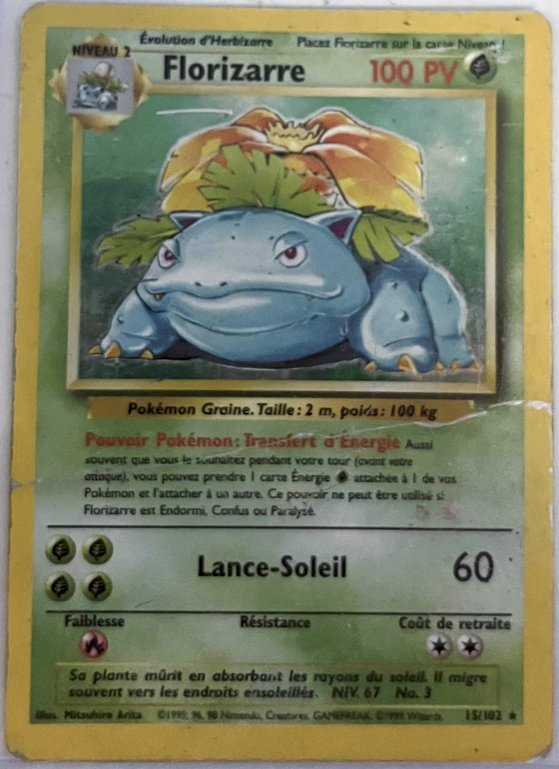 Évolution d'Herbizarre Placez Florizarre sur la carte Niveau 1
NIVEAU 2
Florizarre 100 PV
Pokémon Graine. Taille: 2 m, poids: 100 kg
Pouvoir Pokémon: Transfert d'Énergie Aussi
souvent que vous le souhaitez pendant votre tour (avant votre
attaque), vous pouvez prendre 1 carte Énergie attachée à 1 de vos
Pokémon et l'attacher à un autre. Ce pouvoir ne peut être utilisé si
Florizarre est Endormi, Confus ou Paralysé.
Lance-Soleil 60
Faiblesse Résistance Coût de retraite
Sa plante mûrit en absorbant les rayons du soleil. Il migre
souvent vers les endroits ensoleillés. NIV. 67 No. 3
Illus. Mitsuhiro Arita ©1995, 96, 98 Nintendo, Creatures, GAMEFREAK. ©1999 Wizards. 15/102 ★